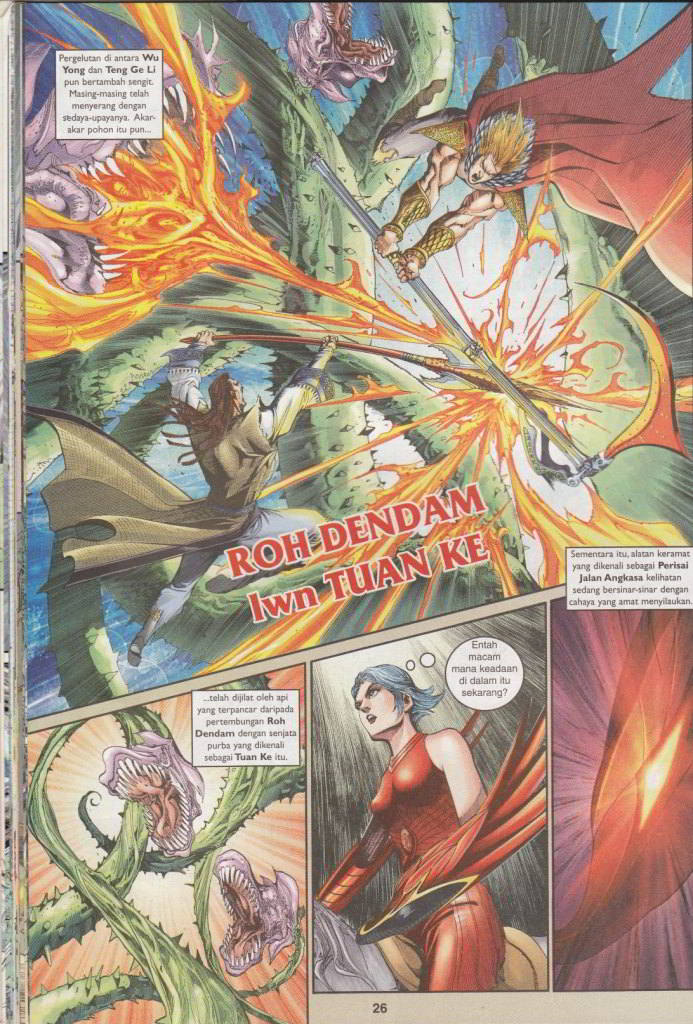 Pergelutan di antara Wu
Yong dan Teng Ge Li
pun bertambah sengit.
Masing-masing telah
menyerang dengan
sedaya-upayanya. Akar-
akar pohon itu pun...
ROH DENDAM
lwn TUAN KE
Sementara itu, alatan keramat
yang dikenali sebagai Perisai
Jalan Angkasa kelihatan
sedang bersinar-sinar dengan
cahaya yang amat menyilaukan.
...telah dijilat oleh api
yang terpancar daripada
pertembungan Roh
Dendam dengan senjata
purba yang dikenali
sebagai Tuan Ke itu.
Entah
macam
mana keadaan
di dalam itu
sekarang?
26